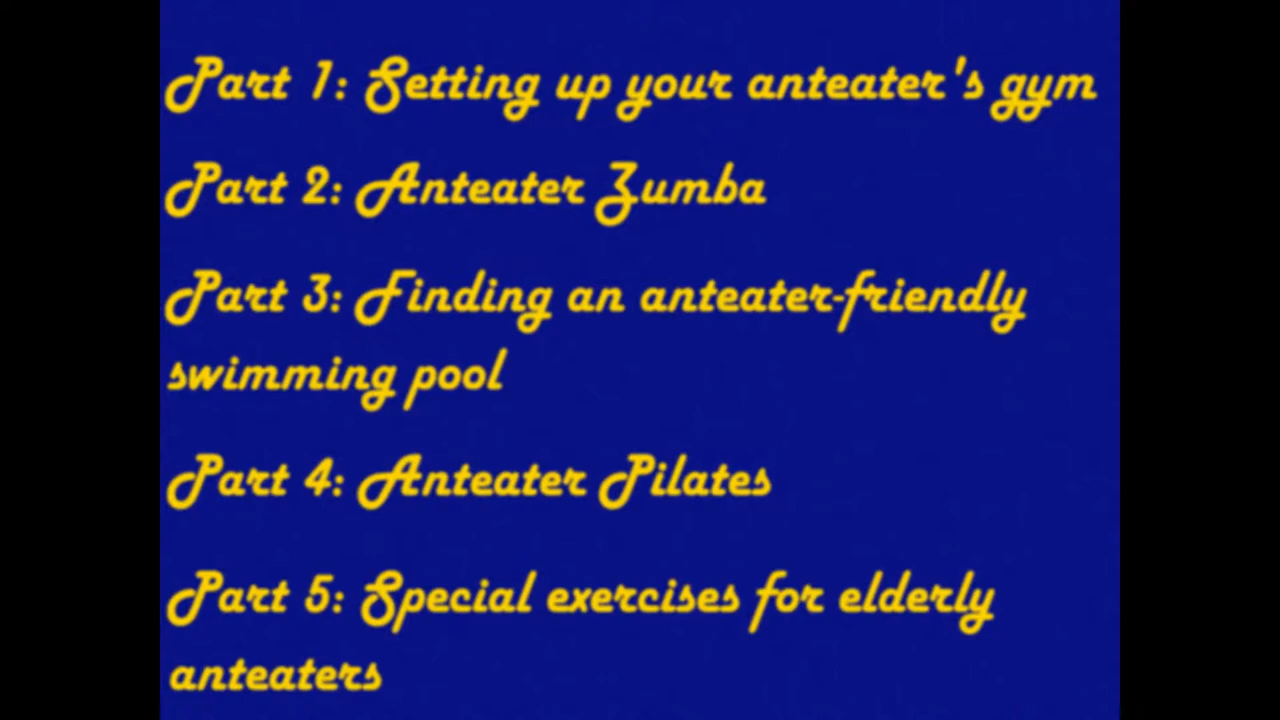 Part 1: Setting up your anteater's gym
Part 2: Anteater Zumba
Part 3: Finding an anteater-friendly
swimming pool
Part 4: Anteater Pilates
Part 5: Special exercises for elderly
anteaters